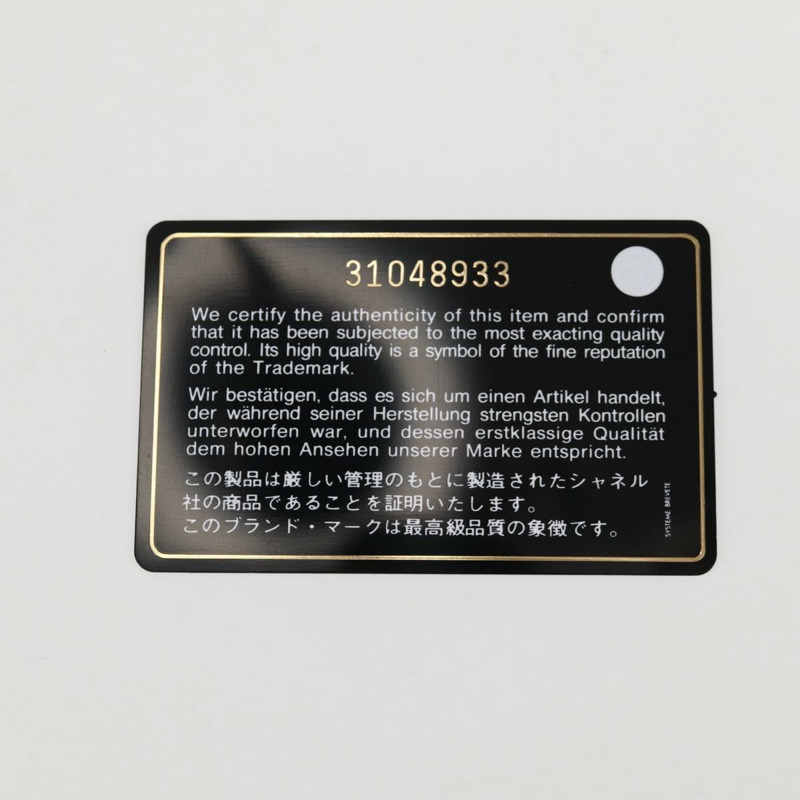 31048933
We certify the authenticity of this item and confirm
that it has been subjected to the most exacting quality
control. Its high quality is a symbol of the fine reputation
of the Trademark.
Wir bestätigen, dass es sich um einen Artikel handelt,
der während seiner Herstellung strengsten Kontrollen
unterworfen war, und dessen erstklassige Qualität
dem hohen Ansehen unserer Marke entspricht.
この製品は厳しい管理のもとに製造されたシャネル
社の商品であることを証明いたします。
このブランド・マークは最高級品質の象徴です。
SYSTEME BREVETE